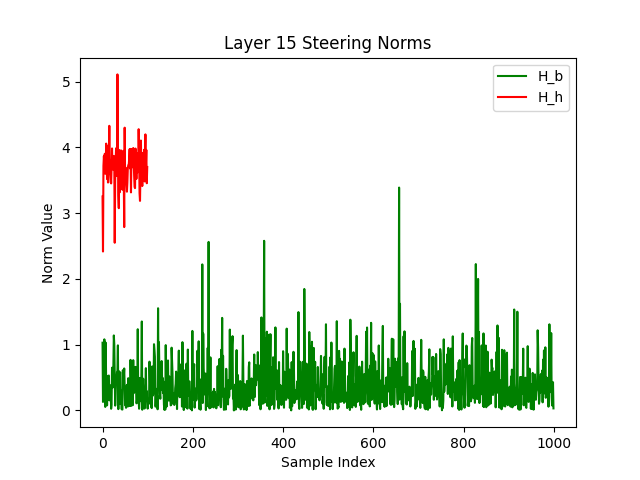 Layer 15 Steering Norms
H_b
H_h
Norm Value
5
4
3
2
1
0
0 200 400 600 800 1000
Sample Index